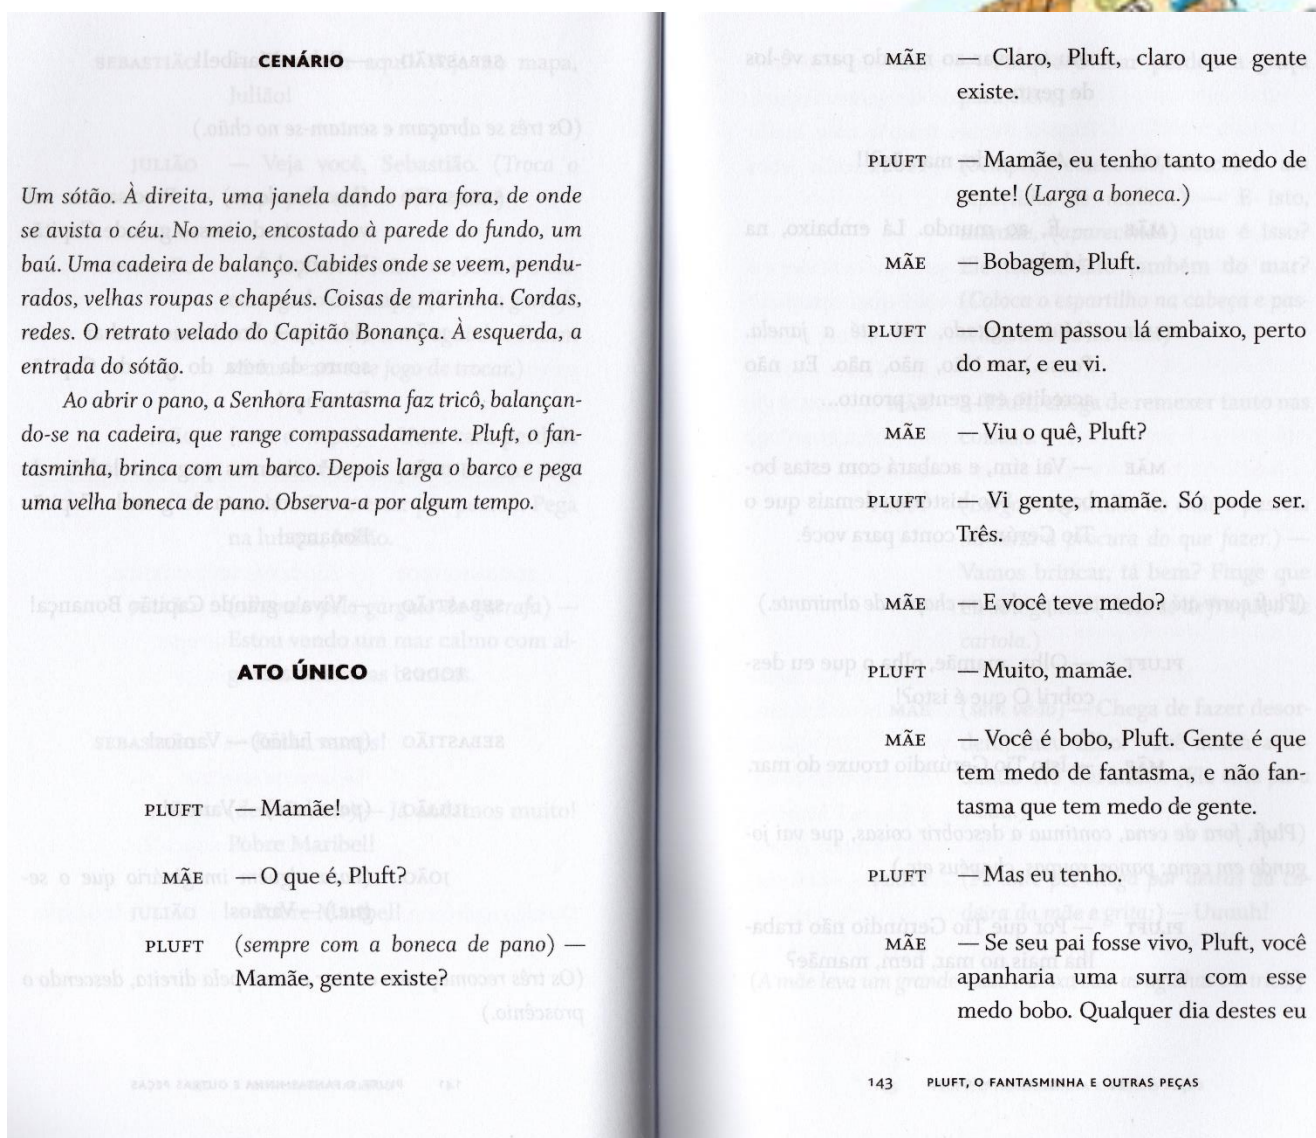 CENÁRIO
Um sótão. À direita, uma janela dando para fora, de onde
se avista o céu. No meio, encostado à parede do fundo, um
baú. Uma cadeira de balanço. Cabides onde se veem, pendu-
rados, velhas roupas e chapéus. Coisas de marinha. Cordas,
redes. O retrato velado do Capitão Bonança. À esquerda, a
entrada do sótão.
Ao abrir o pano, a Senhora Fantasma faz tricô, balançan-
do-se na cadeira, que range compassadamente. Pluft, o fan-
tasminha, brinca com um barco. Depois larga o barco e pega
uma velha boneca de pano. Observa-a por algum tempo.
ATO ÚNICO
PLUFT — Mamãe!
MÃE — O que é, Pluft?
PLUFT (sempre com a boneca de pano) —
Mamãe, gente existe?
MÃE — Claro, Pluft, claro que gente
existe.
PLUFT — Mamãe, eu tenho tanto medo de
gente! (Larga a boneca.)
MÃE — Bobagem, Pluft.
PLUFT — Ontem passou lá embaixo, perto
do mar, e eu vi.
MÃE — Viu o quê, Pluft?
PLUFT — Vi gente, mamãe. Só pode ser.
Três.
MÃE — E você teve medo?
PLUFT — Muito, mamãe.
MÃE — Você é bobo, Pluft. Gente é que
tem medo de fantasma, e não fan-
tasma que tem medo de gente.
PLUFT — Mas eu tenho.
MÃE — Se seu pai fosse vivo, Pluft, você
apanharia uma surra com esse
medo bobo. Qualquer dia destes eu
143 PLUFT, O FANTASMINHA E OUTRAS PEÇAS